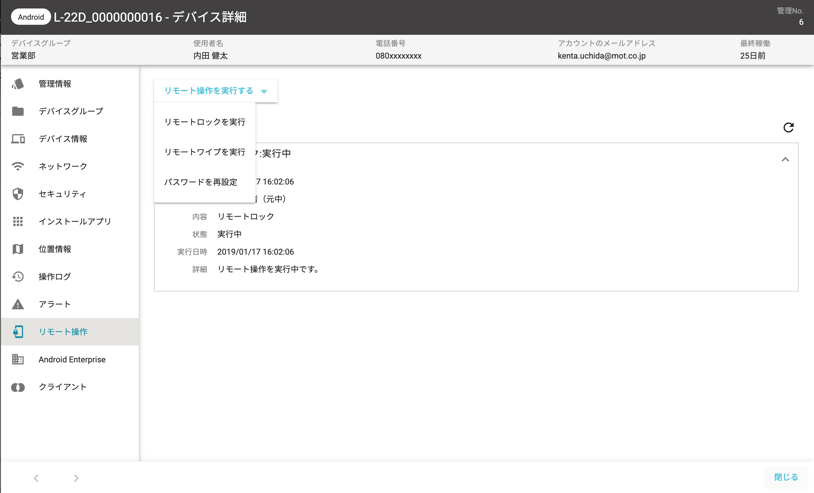 Android L-22D_0000000016 - デバイス詳細
管理No.
6
デバイスグループ
営業部
使用者名
内田 健太
電話番号
080xxxxxxxx
アカウントのメールアドレス
kenta.uchida@mot.co.jp
最終稼働
25日前
管理情報
デバイスグループ
デバイス情報
ネットワーク
セキュリティ
インストールアプリ
位置情報
操作ログ
アラート
リモート操作
Android Enterprise
クライアント
リモート操作を実行する
リモートロックを実行
リモートワイプを実行
パスワードを再設定
:実行中
7 16:02:06
（元中）
内容 リモートロック
状態 実行中
実行日時 2019/01/17 16:02:06
詳細 リモート操作を実行中です。
閉じる